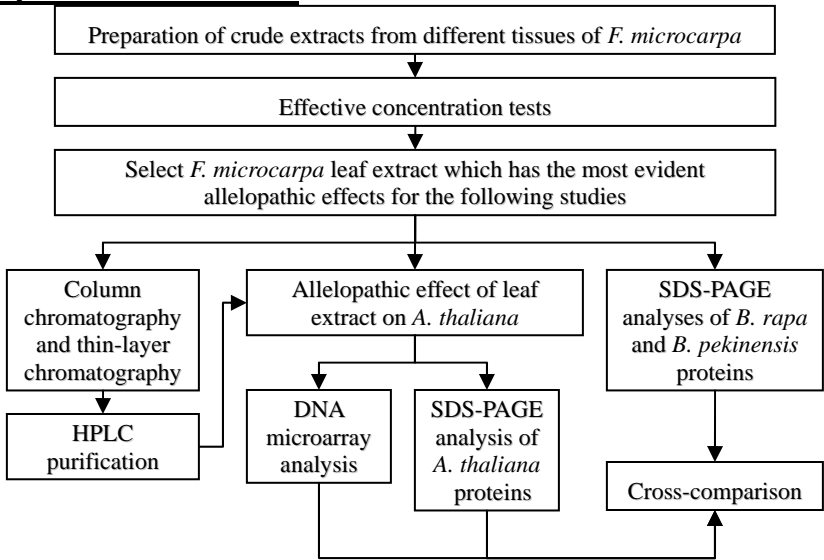 Preparation of crude extracts from different tissues of F. microcarpa
Effective concentration tests
Select F. microcarpa leaf extract which has the most evident
allelopathic effects for the following studies
Column
chromatography
and thin-layer
chromatography
HPLC
purification
Allelopathic effect of leaf
extract on A. thaliana
DNA
microarray
analysis
SDS-PAGE
analysis of
A. thaliana
proteins
SDS-PAGE
analyses of B. rapa
and B. pekinensis
proteins
Cross-comparison